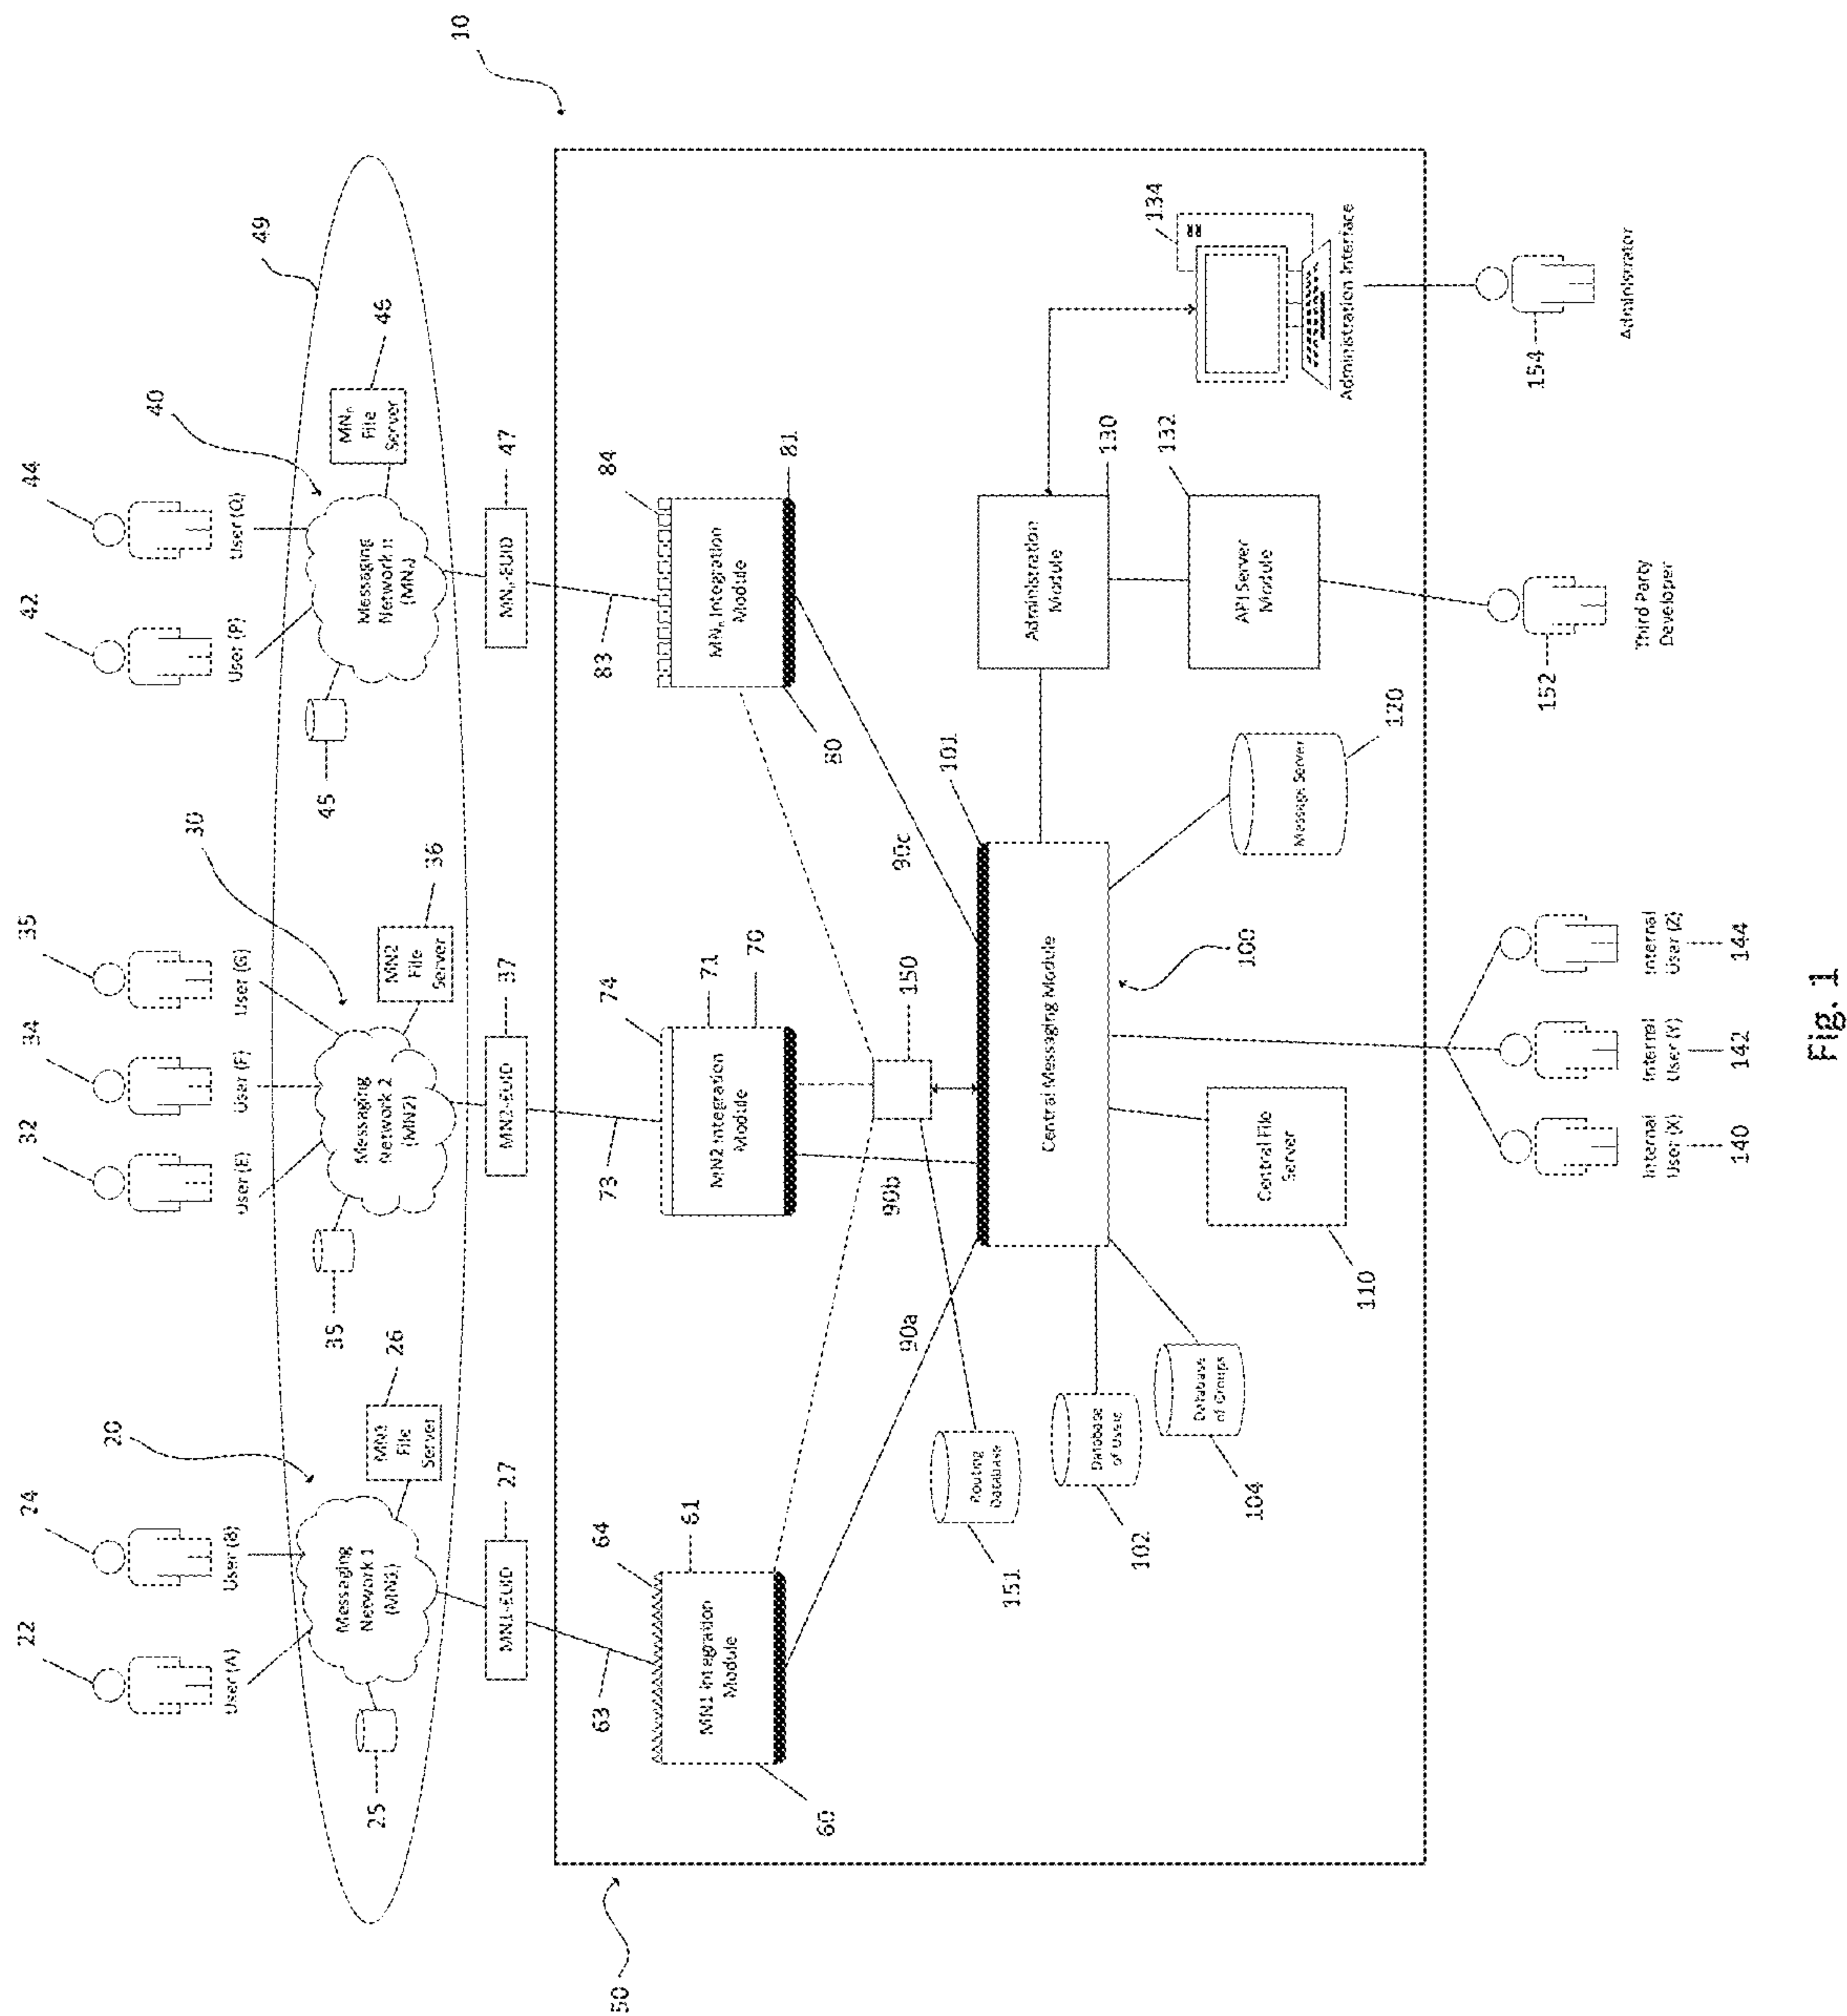 10
22
24
20
32
34
35
30
42
44
40
49
User (A)
User (B)
User (E)
User (F)
User (G)
User (P)
User (Q)
Messaging
Network 1
(MN1)
MN1
File
Server
26
25
Messaging
Network 2
(MN2)
MN2
File
Server
36
35
Messaging
Network n
(MNn)
MNn
File
Server
46
45
MN1-EUID
27
MN2-EUID
37
MNn-EUID
47
50
63
64
61
MN1 Integration
Module
60
73
74
71
70
MN2 Integration
Module
83
84
MNn Integration
Module
81
80
90a
90b
90c
150
101
Routing
Database
151
Central Messaging Module
100
Database
of Users
102
Database
of Groups
104
Central File
Server
110
Message Server
120
Administration
Module
130
API Server
Module
132
134
Administration Interface
Internal
User (X)
140
Internal
User (Y)
142
Internal
User (Z)
144
152
Third Party
Developer
154
Administrator
Fig. 1